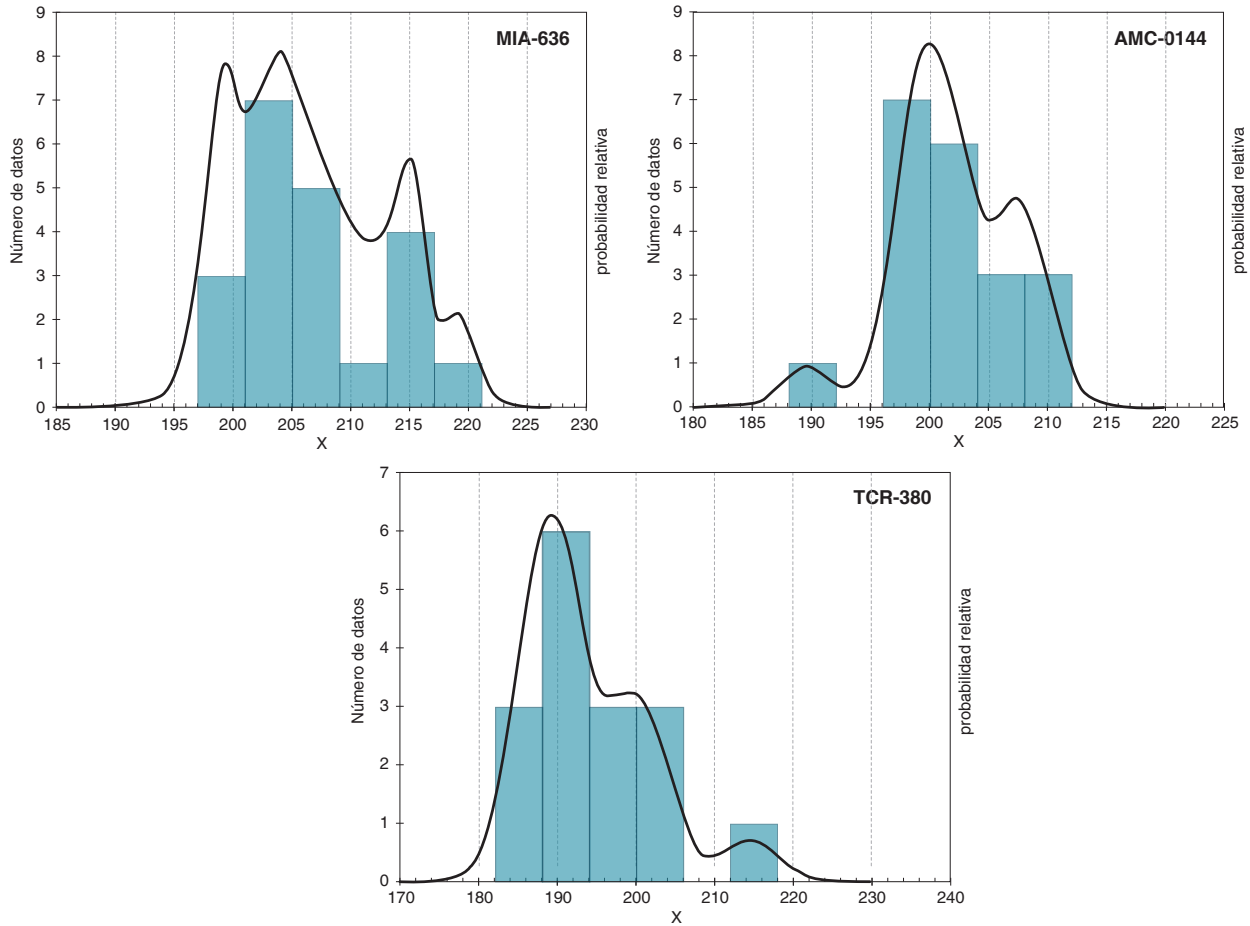 MIA-636
Número de datos
9
8
7
6
5
4
3
2
1
0
185 190 195 200 205 210 215 220 225 230
X
probabilidad relativa
AMC-0144
Número de datos
9
8
7
6
5
4
3
2
1
0
180 185 190 195 200 205 210 215 220 225
X
probabilidad relativa
TCR-380
Número de datos
7
6
5
4
3
2
1
0
170 180 190 200 210 220 230 240
X
probabilidad relativa